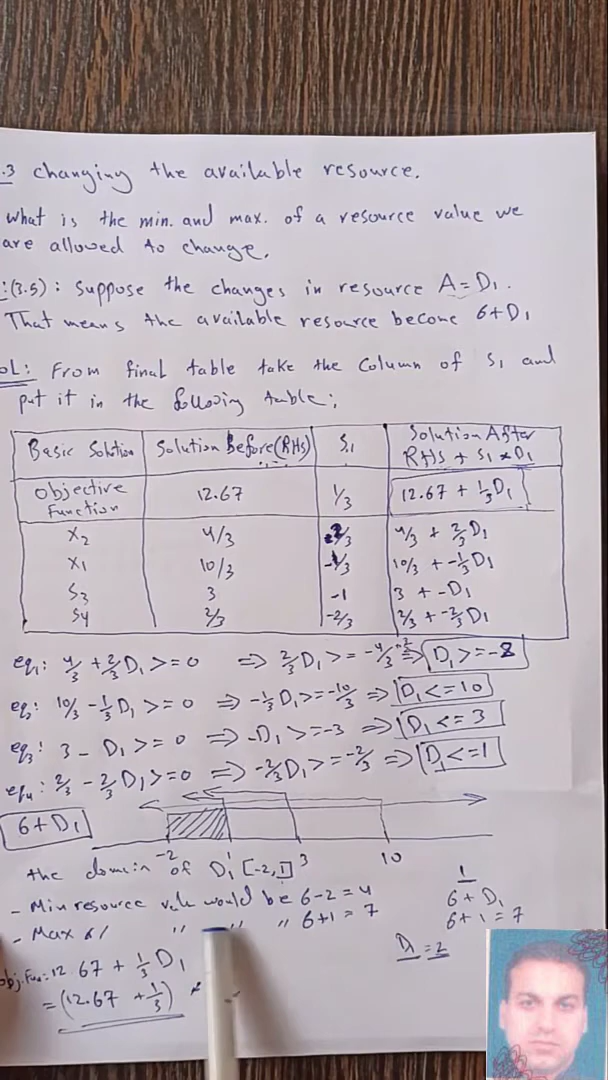 .3 changing the available resource.
what is the min. and max. of a resource value we
are allowed to change.
:(3.5): Suppose the changes in resource A=D1.
That means the available resource become 6+D1
oL: From final table take the Column of S1 and
put it in the following table;
Basic Solution | Solution Before(RHS) | S1 | Solution After RHS + S1*D1
Objective Function | 12.67 | 1/3 | 12.67 + 1/3 D1
X2 | 4/3 | 2/3 | 4/3 + 2/3 D1
X1 | 10/3 | -1/3 | 10/3 + -1/3 D1
S3 | 3 | -1 | 3 + -D1
S4 | 2/3 | -2/3 | 2/3 + -2/3 D1
eq1: 4/3 + 2/3 D1 >= 0 => 2/3 D1 >= -4/3 => D1 >= -2
eq2: 10/3 - 1/3 D1 >= 0 => -1/3 D1 >= -10/3 => D1 <= 10
eq3: 3 - D1 >= 0 => -D1 >= -3 => D1 <= 3
eq4: 2/3 - 2/3 D1 >= 0 => -2/3 D1 >= -2/3 => D1 <= 1
6+D1
-2 1 3 10
the domain of D1 [-2,1]
- Min resource would be 6-2 = 4
- Max " " " 6+1 = 7
1
6+D1
6+1=7
D1=2
obj. Fun = 12.67 + 1/3 D1
= (12.67 + 1/3)